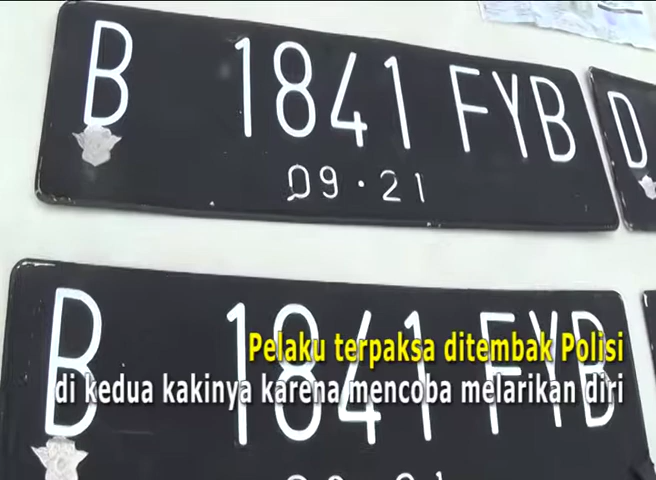 B 1841 FYB
09 · 21
D
B 1841 FYB
Pelaku terpaksa ditembak Polisi
di kedua kakinya karena mencoba melarikan diri